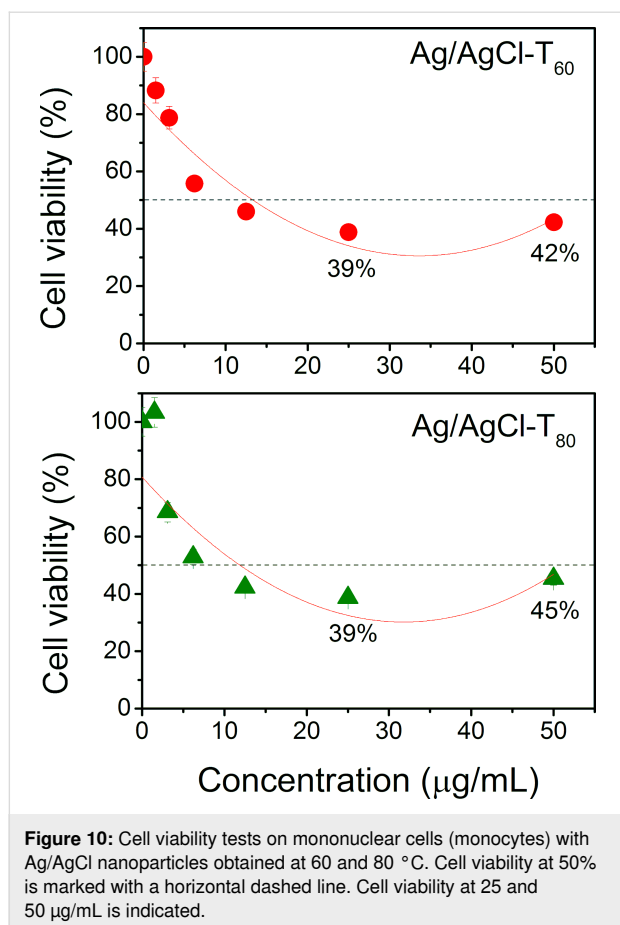 Ag/AgCl-T60
Cell viability (%)
100
80
60
40
20
0
39%
42%
0 10 20 30 40 50
Ag/AgCl-T80
Cell viability (%)
100
80
60
40
20
0
39%
45%
0 10 20 30 40 50
Concentration (μg/mL)
Figure 10: Cell viability tests on mononuclear cells (monocytes) with
Ag/AgCl nanoparticles obtained at 60 and 80 °C. Cell viability at 50%
is marked with a horizontal dashed line. Cell viability at 25 and
50 μg/mL is indicated.